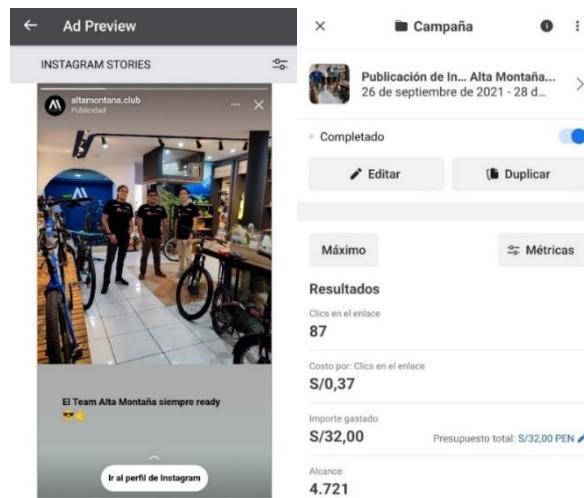 Ad Preview
INSTAGRAM STORIES
altamontana.club
Publicidad
El Team Alta Montaña siempre ready
Ir al perfil de Instagram
Campaña
Publicación de In... Alta Montaña...
26 de septiembre de 2021 - 28 d...
Completado
Editar
Duplicar
Máximo
Métricas
Resultados
Clics en el enlace
87
Costo por: Clics en el enlace
S/0,37
Importe gastado
S/32,00
Presupuesto total: S/32,00 PEN
Alcance
4.721